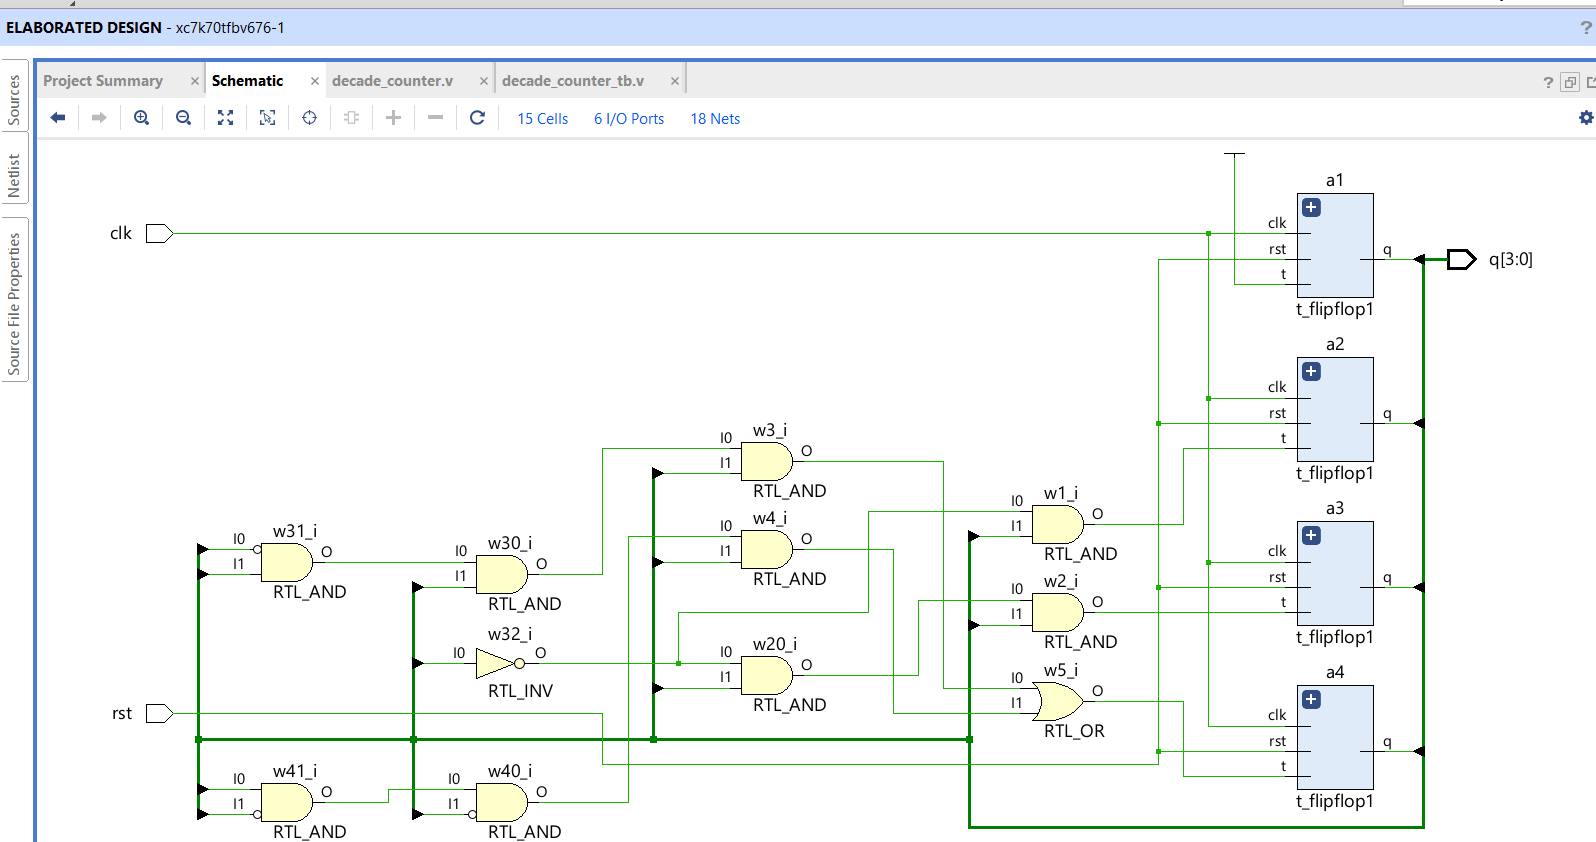 ELABORATED DESIGN - xc7k70tfbv676-1
?
Sources
Netlist
Source File Properties
Project Summary × Schematic × decade_counter.v × decade_counter_tb.v ×
?
15 Cells 6 I/O Ports 18 Nets
a1
clk
rst
t
q
t_flipflop1
clk
q[3:0]
a2
clk
rst
t
q
t_flipflop1
w3_i
I0
I1
O
RTL_AND
w4_i
I0
I1
O
RTL_AND
w1_i
I0
I1
O
RTL_AND
a3
clk
rst
t
q
t_flipflop1
w31_i
I0
I1
O
RTL_AND
w30_i
I0
I1
O
RTL_AND
w2_i
I0
I1
O
RTL_AND
w32_i
I0
O
RTL_INV
w20_i
I0
I1
O
RTL_AND
w5_i
I0
I1
O
RTL_OR
a4
clk
rst
t
q
t_flipflop1
rst
w41_i
I0
I1
O
RTL_AND
w40_i
I0
I1
O
RTL_AND